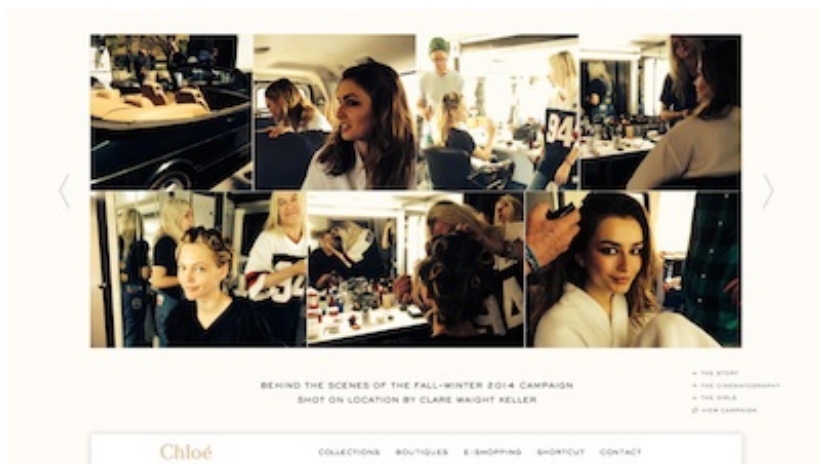 94
BEHIND THE SCENES OF THE FALL-WINTER 2014 CAMPAIGN
SHOT ON LOCATION BY CLARE WAIGHT KELLER
+ THE STORY
+ THE CINEMATOGRAPHY
+ THE GIRLS
VIEW CAMPAIGN
Chloé
COLLECTIONS BOUTIQUES E-SHOPPING SHORTCUT CONTACT